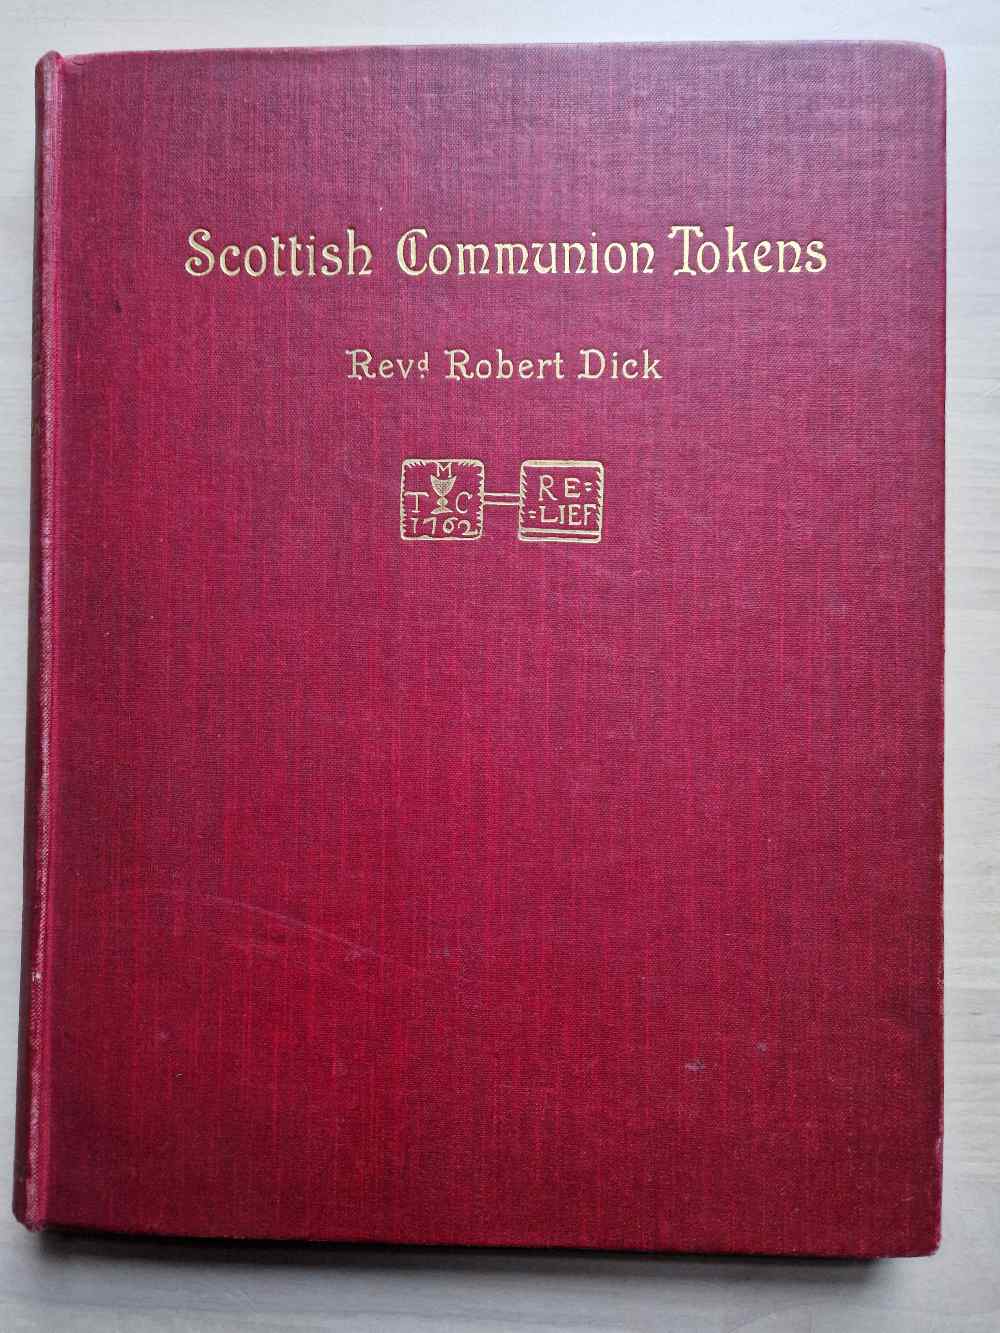 Scottish Communion Tokens
Revd Robert Dick
M
T C
1762
RE=
=LIEF